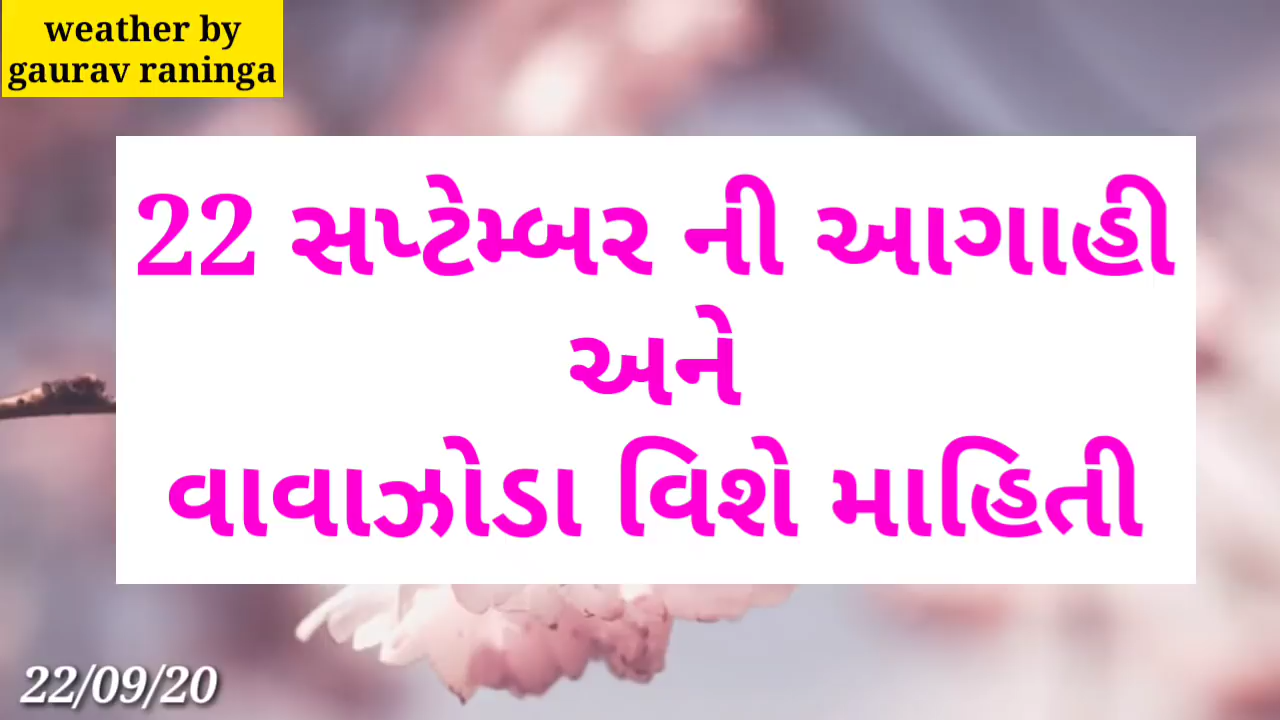 weather by
gaurav raninga
22 સપ્ટેમ્બર ની આગાહી
અને
વાવાઝોડા વિશે માહિતી
22/09/20